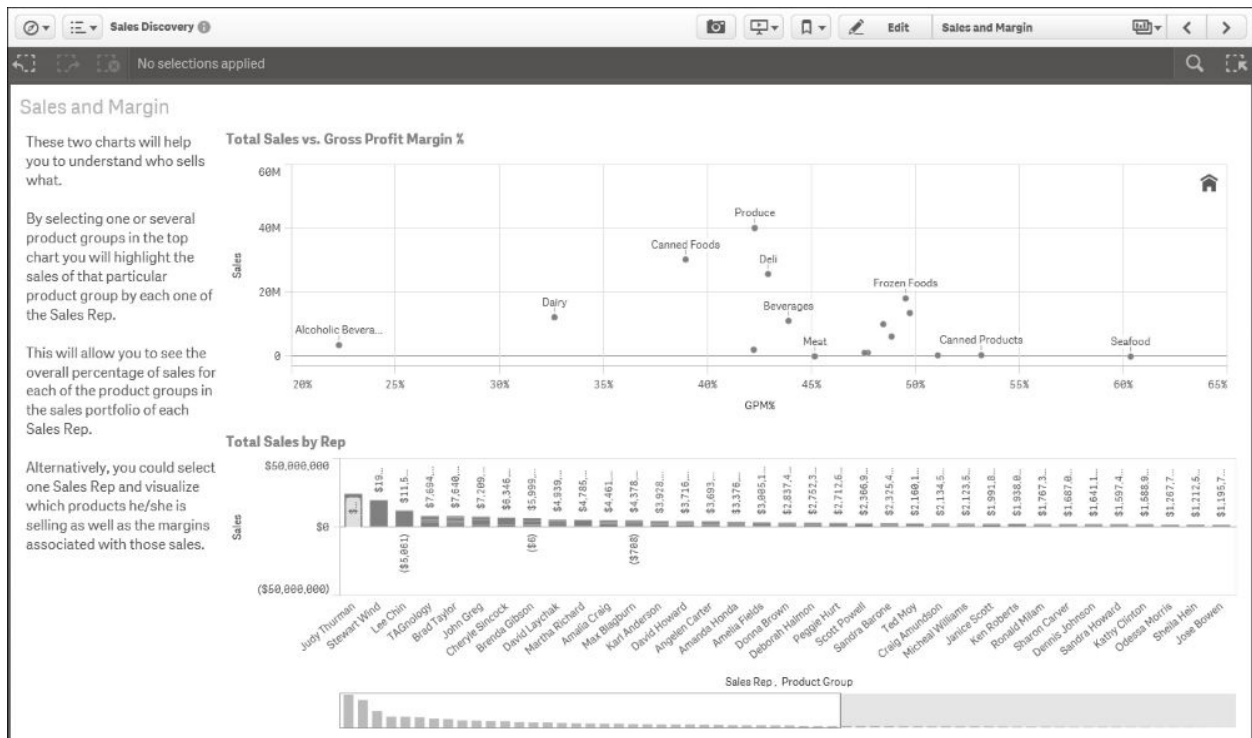 Sales Discovery
Edit
Sales and Margin
No selections applied
Sales and Margin
These two charts will help
you to understand who sells
what.
By selecting one or several
product groups in the top
chart you will highlight the
sales of that particular
product group by each one of
the Sales Rep.
This will allow you to see the
overall percentage of sales for
each of the product groups in
the sales portfolio of each
Sales Rep.
Alternatively, you could select
one Sales Rep and visualize
which products he/she is
selling as well as the margins
associated with those sales.
Total Sales vs. Gross Profit Margin %
60M
40M
20M
0
Sales
Produce
Canned Foods
Deli
Frozen Foods
Dairy
Beverages
Alcoholic Bevera...
Meat
Canned Products
Seafood
20%
25%
30%
35%
40%
45%
50%
55%
60%
65%
GPM%
Total Sales by Rep
$50,000,000
$0
($50,000,000)
Sales
$...
$19...
$11,5...
$7,694,...
$7,640,...
$7,209,...
$6,346...
$5,999,...
$4,939,...
$4,785,...
$4,461...
$4,378...
$3,928,...
$3,716,...
$3,693,...
$3,376...
$3,005,1...
$2,837,4...
$2,752,3...
$2,712,6...
$2,366,9...
$2,325,4...
$2,160,1...
$2,134,5...
$2,123,5...
$1,991,8...
$1,938,0...
$1,767,3...
$1,687,0...
$1,641,1...
$1,597,4...
$1,588,9...
$1,267,7...
$1,212,5...
$1,195,7...
($5,061)
($6)
($708)
Judy Thurman
Stewart Wind
Lee Chin
TAGnology
Brad Taylor
John Greg
Cheryle Sincock
Brenda Gibson
David Laychak
Martha Richard
Amalia Craig
Max Blagburn
Karl Anderson
David Howard
Angelen Carter
Amanda Honda
Amelia Fields
Donna Brown
Deborah Halmon
Peggie Hurt
Scott Powell
Sandra Barone
Ted Moy
Craig Amundson
Micheal Williams
Janice Scott
Ken Roberts
Ronald Milam
Sharon Carver
Dennis Johnson
Sandra Howard
Kathy Clinton
Odessa Morris
Sheila Hein
Jose Bowen
Sales Rep , Product Group